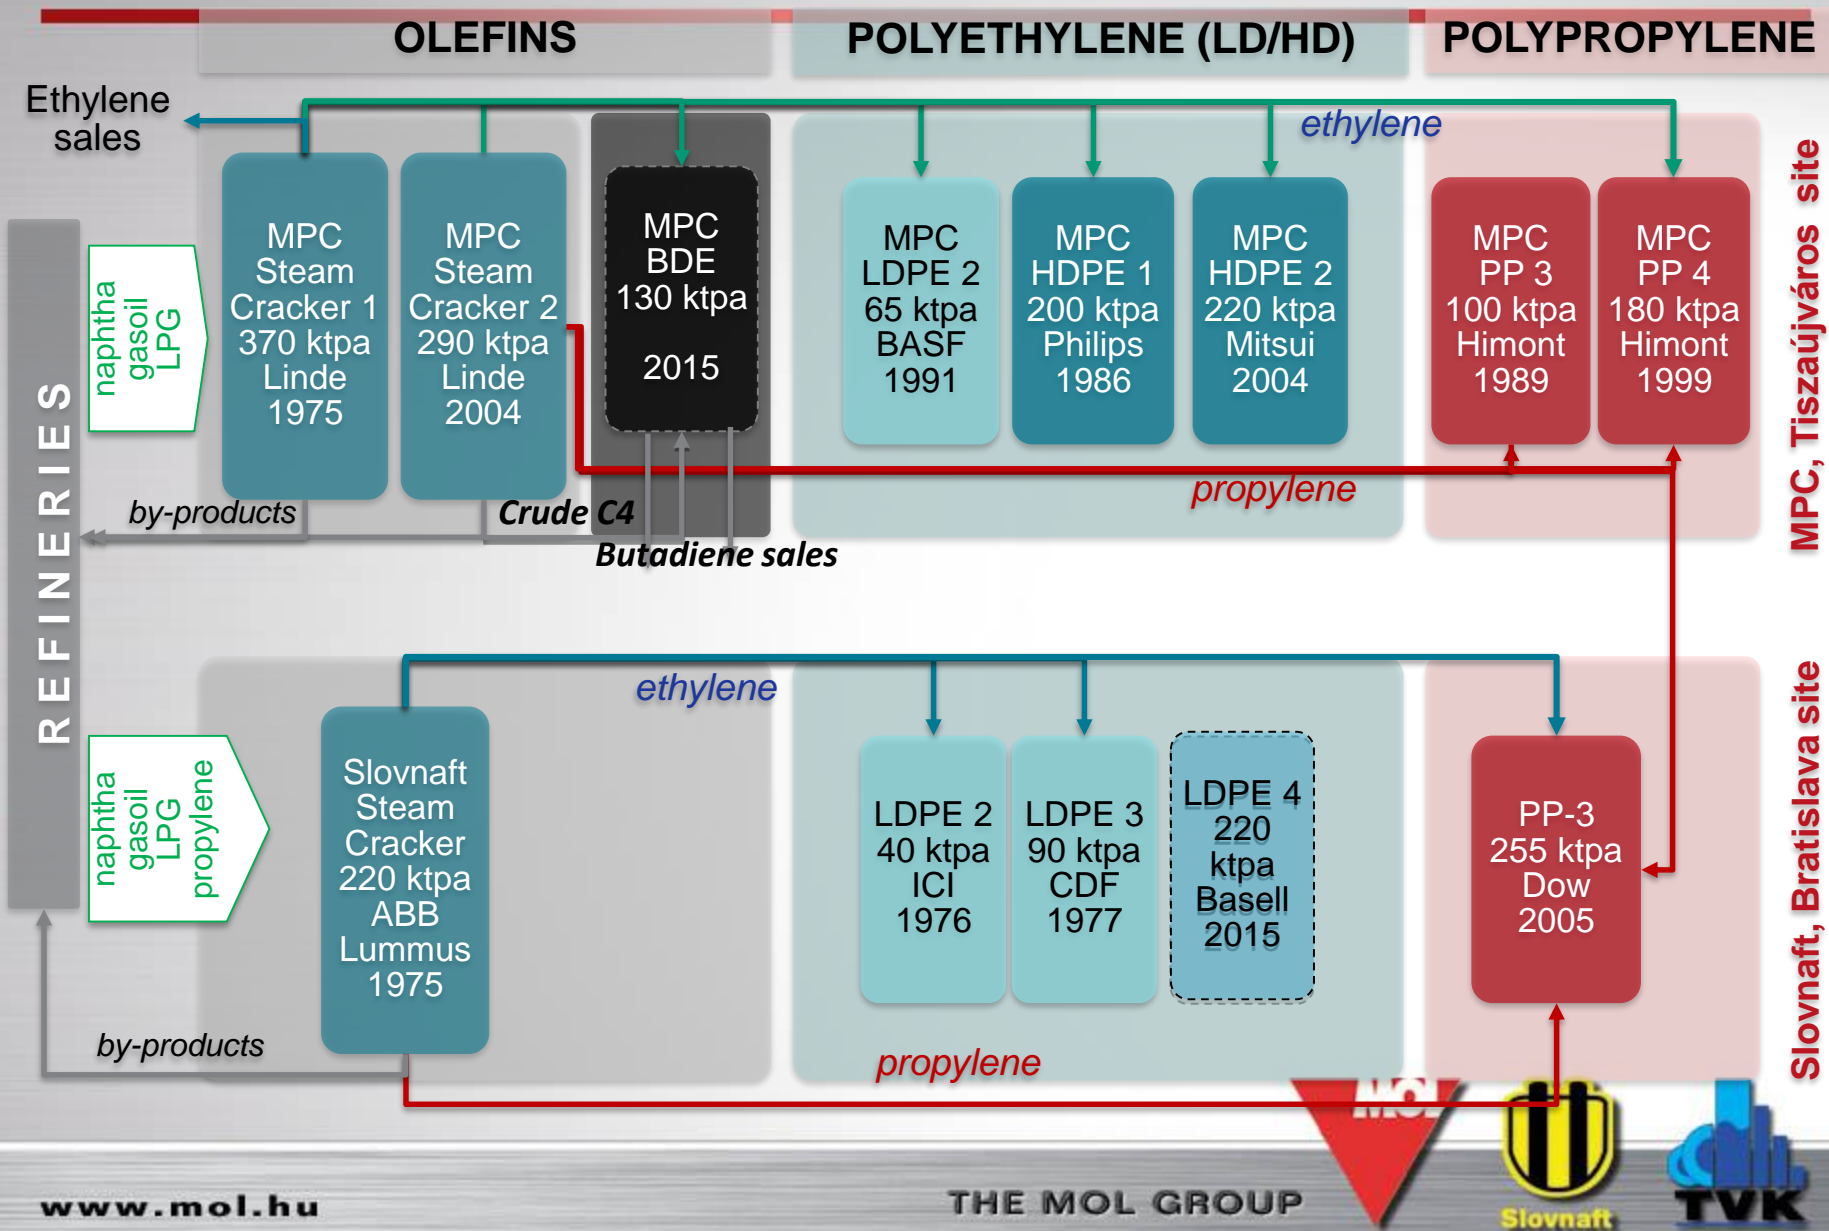 OLEFINS
POLYETHYLENE (LD/HD)
POLYPROPYLENE
Ethylene
sales
ethylene
MPC
Steam
Cracker 1
370 ktpa
Linde
1975
MPC
Steam
Cracker 2
290 ktpa
Linde
2004
MPC
BDE
130 ktpa
2015
MPC
LDPE 2
65 ktpa
BASF
1991
MPC
HDPE 1
200 ktpa
Philips
1986
MPC
HDPE 2
220 ktpa
Mitsui
2004
MPC
PP 3
100 ktpa
Himont
1989
MPC
PP 4
180 ktpa
Himont
1999
MPC, Tiszaújváros site
REFINERIES
naphtha
gasoil
LPG
by-products
Crude C4
Butadiene sales
propylene
ethylene
naphtha
gasoil
LPG
propylene
Slovnaft
Steam
Cracker
220 ktpa
ABB
Lummus
1975
LDPE 2
40 ktpa
ICI
1976
LDPE 3
90 ktpa
CDF
1977
LDPE 4
220
ktpa
Basell
2015
PP-3
255 ktpa
Dow
2005
Slovnaft, Bratislava site
by-products
propylene
MOL
www.mol.hu
THE MOL GROUP
Slovnaft
TVK